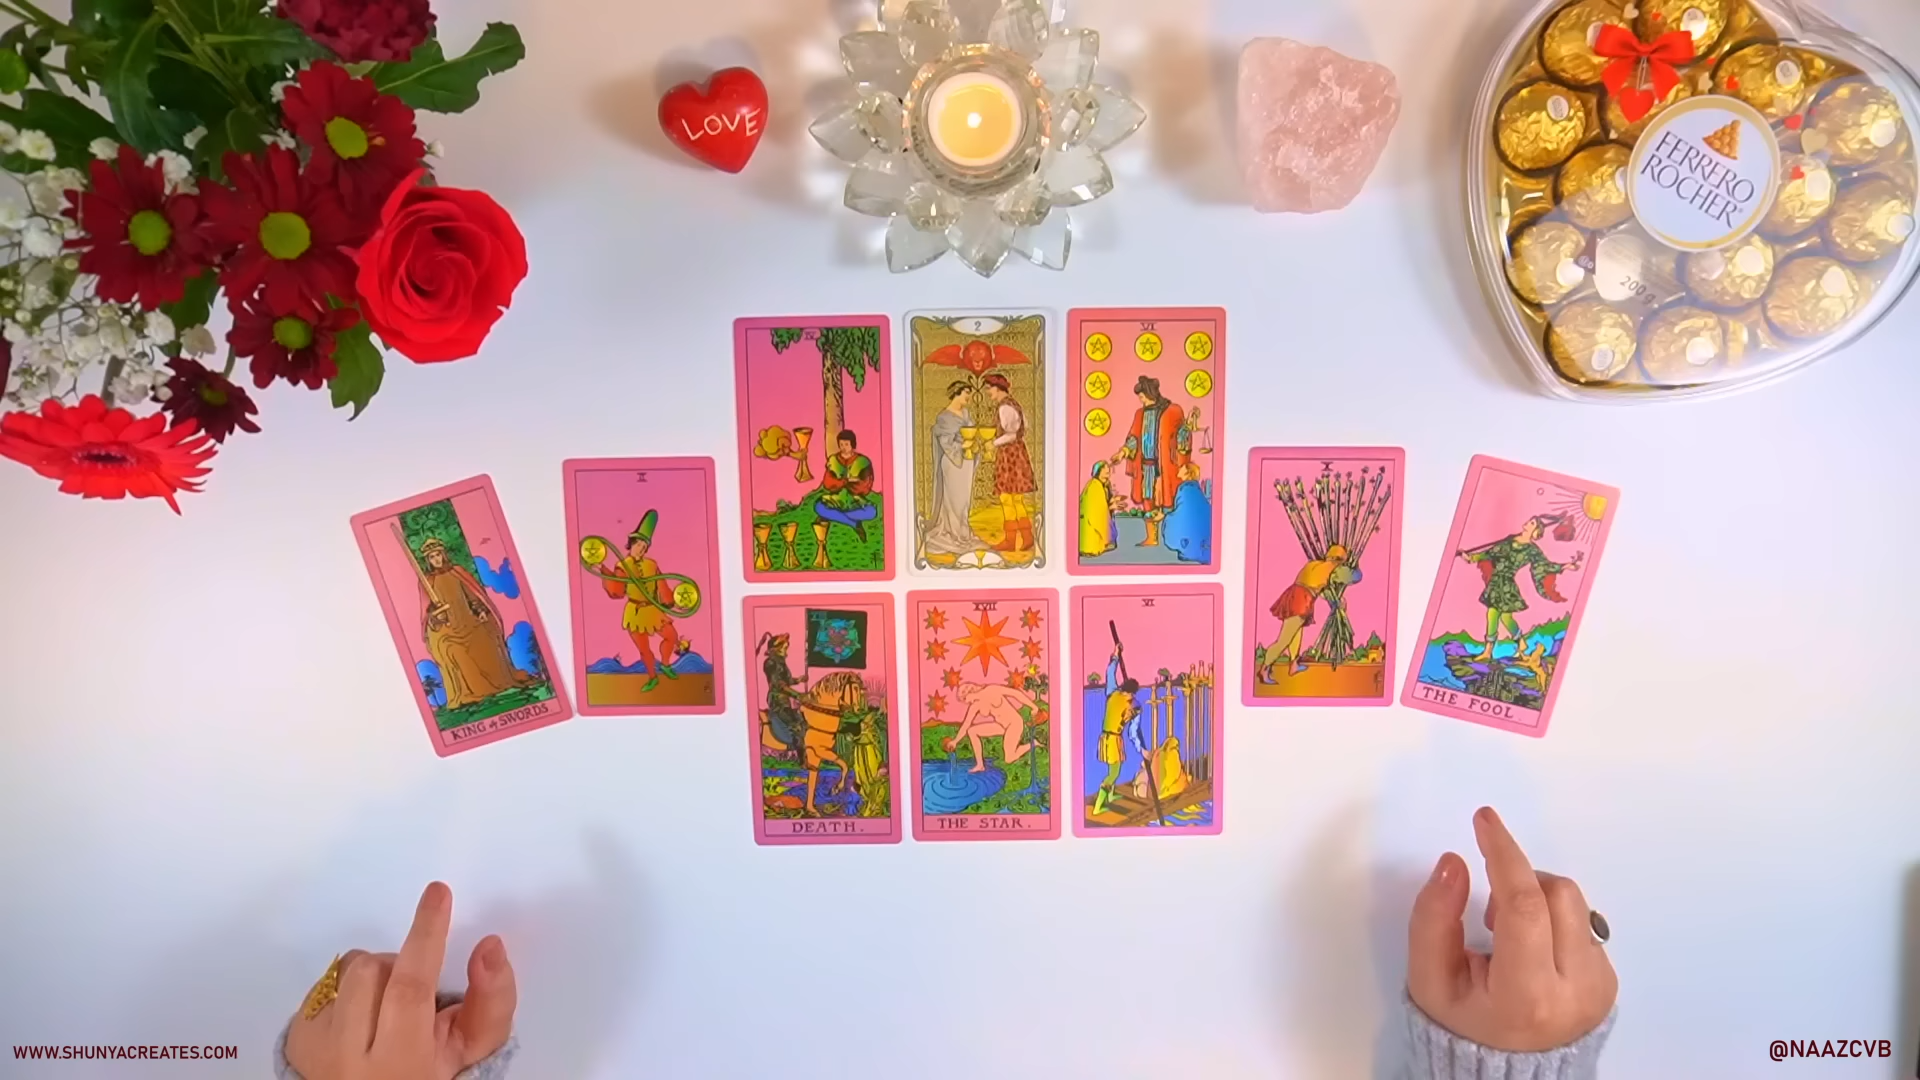 LOVE
FERRERO
ROCHER
200 g
2
VI
II
X
VI
XVII
KING of SWORDS.
DEATH.
THE STAR.
THE FOOL.
WWW.SHUNYACREATES.COM
@NAAZCVB